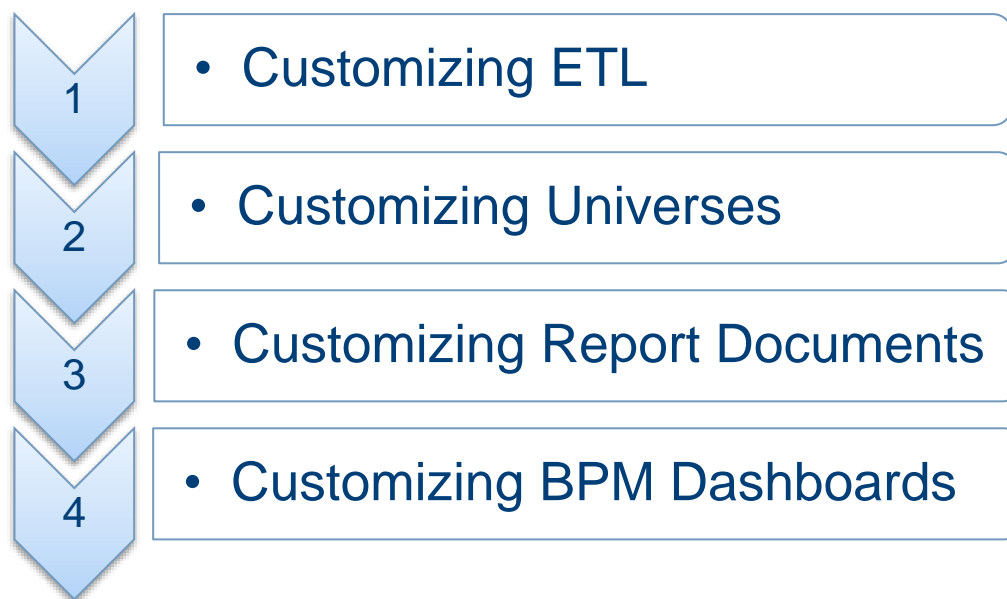 1
• Customizing ETL
2
• Customizing Universes
3
• Customizing Report Documents
4
• Customizing BPM Dashboards